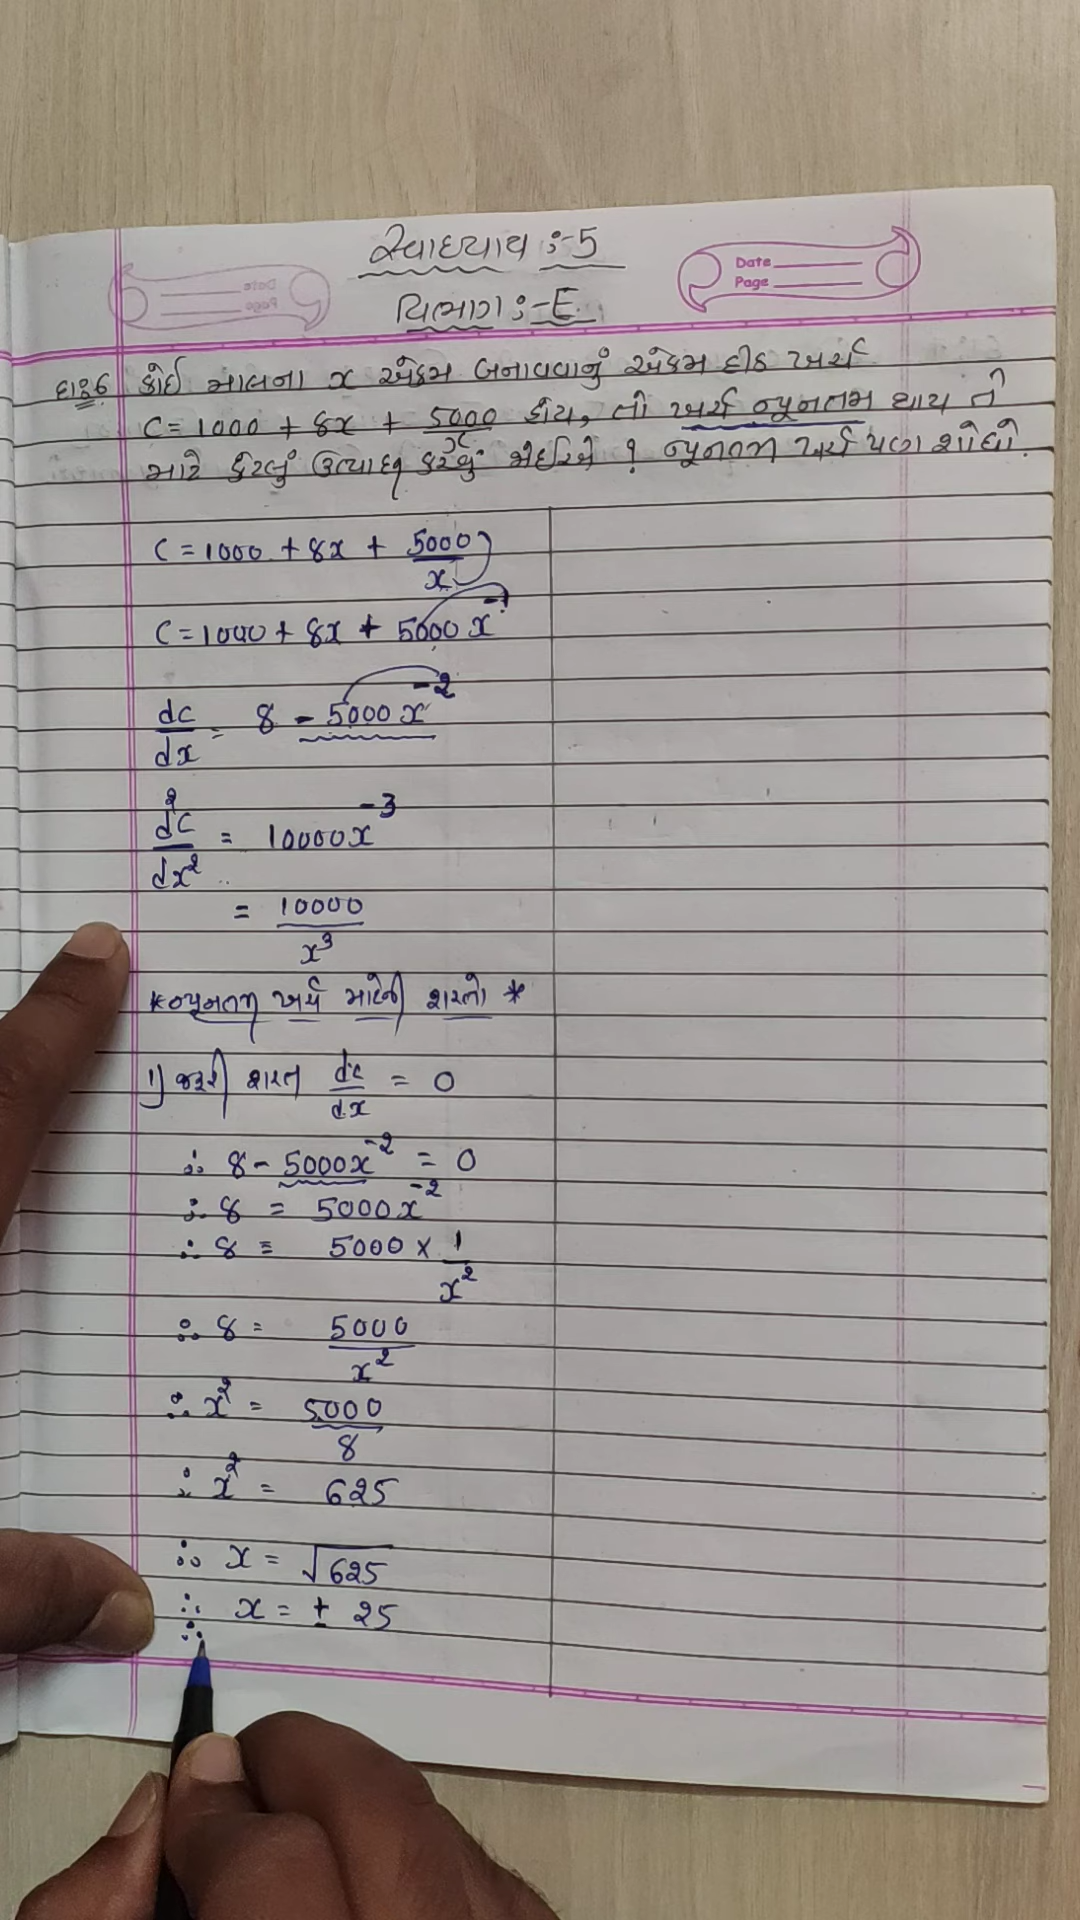 સ્વાધ્યાય :- 5
વિભાગ :- E
Date
Page
દા:6 કોઈ માલના x એકમ બનાવવાનું એકમ દીઠ ખર્ચ
C = 1000 + 8x + 5000/x હોય, તો ખર્ચ ન્યૂનતમ થાય તે
માટે કેટલું ઉત્પાદન કરવું જોઈએ ? ન્યૂનતમ ખર્ચ પણ શોધો.
C = 1000 + 8x + 5000/x
C = 1000 + 8x + 5000x⁻¹
dc/dx = 8 - 5000x⁻²
d²c/dx² = 10000x⁻³
= 10000/x³
* ન્યૂનતમ ખર્ચ માટેની શરતો *
1) જરૂરી શરત dc/dx = 0
∴ 8 - 5000x⁻² = 0
∴ 8 = 5000x⁻²
∴ 8 = 5000 × 1/x²
∴ 8 = 5000/x²
∴ x² = 5000/8
∴ x² = 625
∴ x = √625
∴ x = ± 25
∴